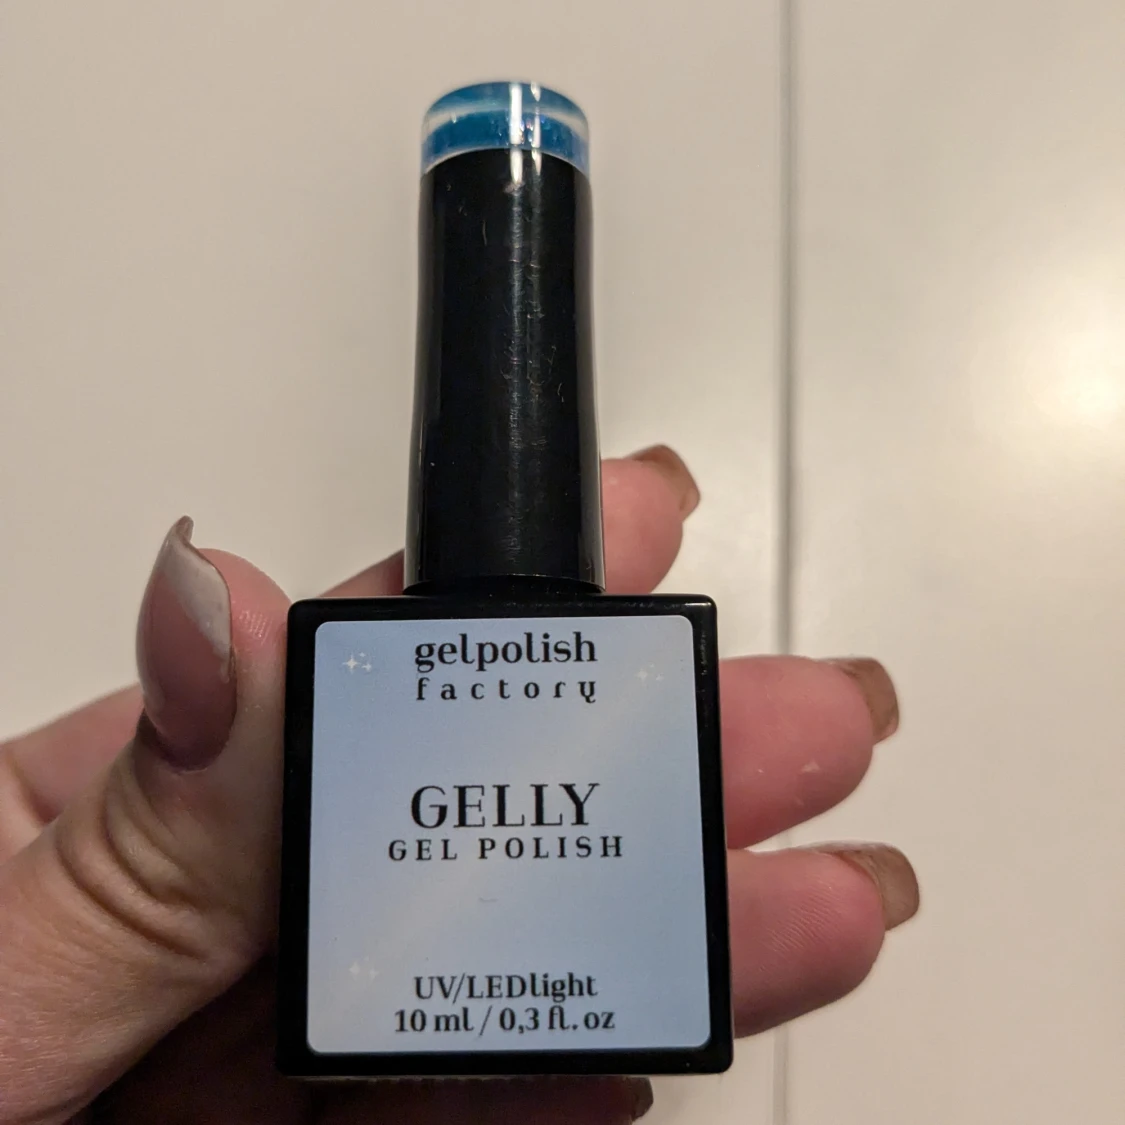 gelpolish
factory
GELLY
GEL POLISH
UV/LEDlight
10 ml / 0,3 fl. oz